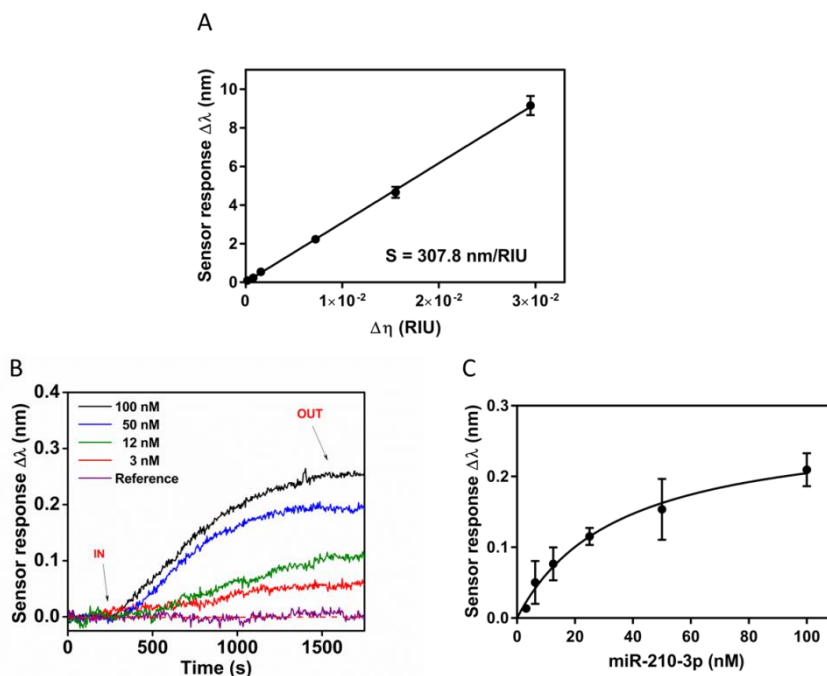 A
Sensor response Δλ (nm)
10
8
6
4
2
0
S = 307.8 nm/RIU
0
1×10⁻²
2×10⁻²
3×10⁻²
Δη (RIU)
B
Sensor response Δλ (nm)
0.4
0.3
0.2
0.1
0.0
100 nM
50 nM
12 nM
3 nM
Reference
IN
OUT
0
500
1000
1500
Time (s)
C
Sensor response Δλ (nm)
0.3
0.2
0.1
0.0
0
20
40
60
80
100
miR-210-3p (nM)